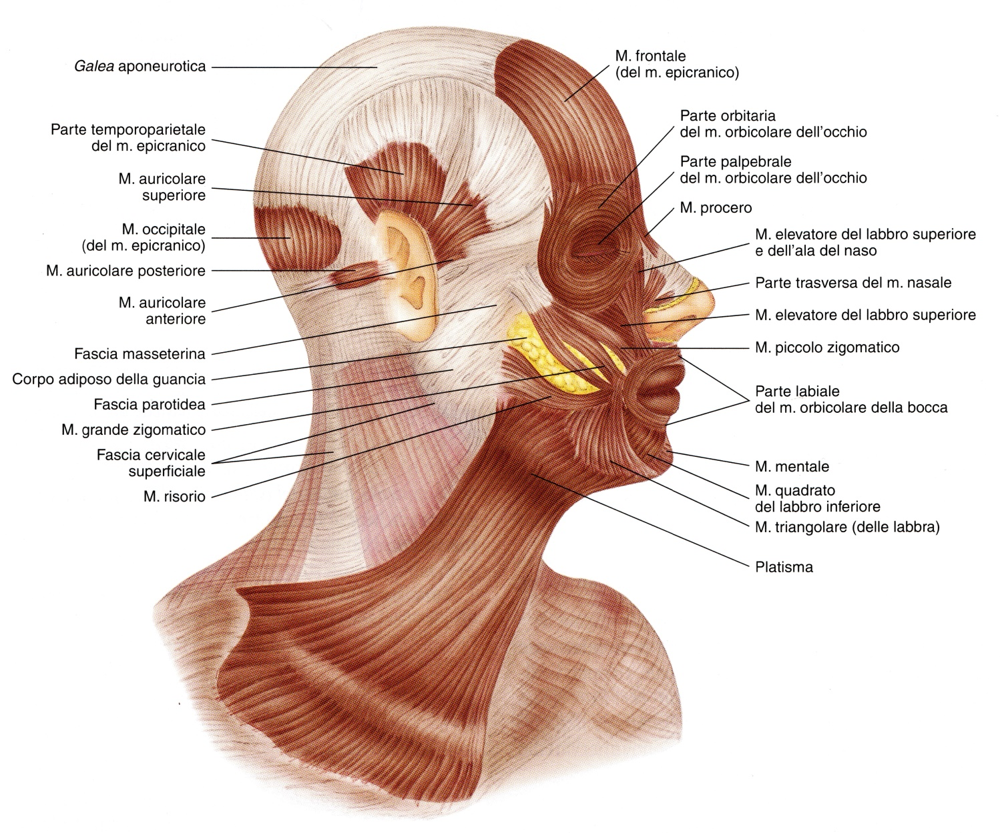 Galea aponeurotica
Parte temporoparietale
del m. epicranico
M. auricolare
superiore
M. occipitale
(del m. epicranico)
M. auricolare posteriore
M. auricolare
anteriore
Fascia masseterina
Corpo adiposo della guancia
Fascia parotidea
M. grande zigomatico
Fascia cervicale
superficiale
M. risorio
M. frontale
(del m. epicranico)
Parte orbitaria
del m. orbicolare dell'occhio
Parte palpebrale
del m. orbicolare dell'occhio
M. procero
M. elevatore del labbro superiore
e dell'ala del naso
Parte trasversa del m. nasale
M. elevatore del labbro superiore
M. piccolo zigomatico
Parte labiale
del m. orbicolare della bocca
M. mentale
M. quadrato
del labbro inferiore
M. triangolare (delle labbra)
Platisma